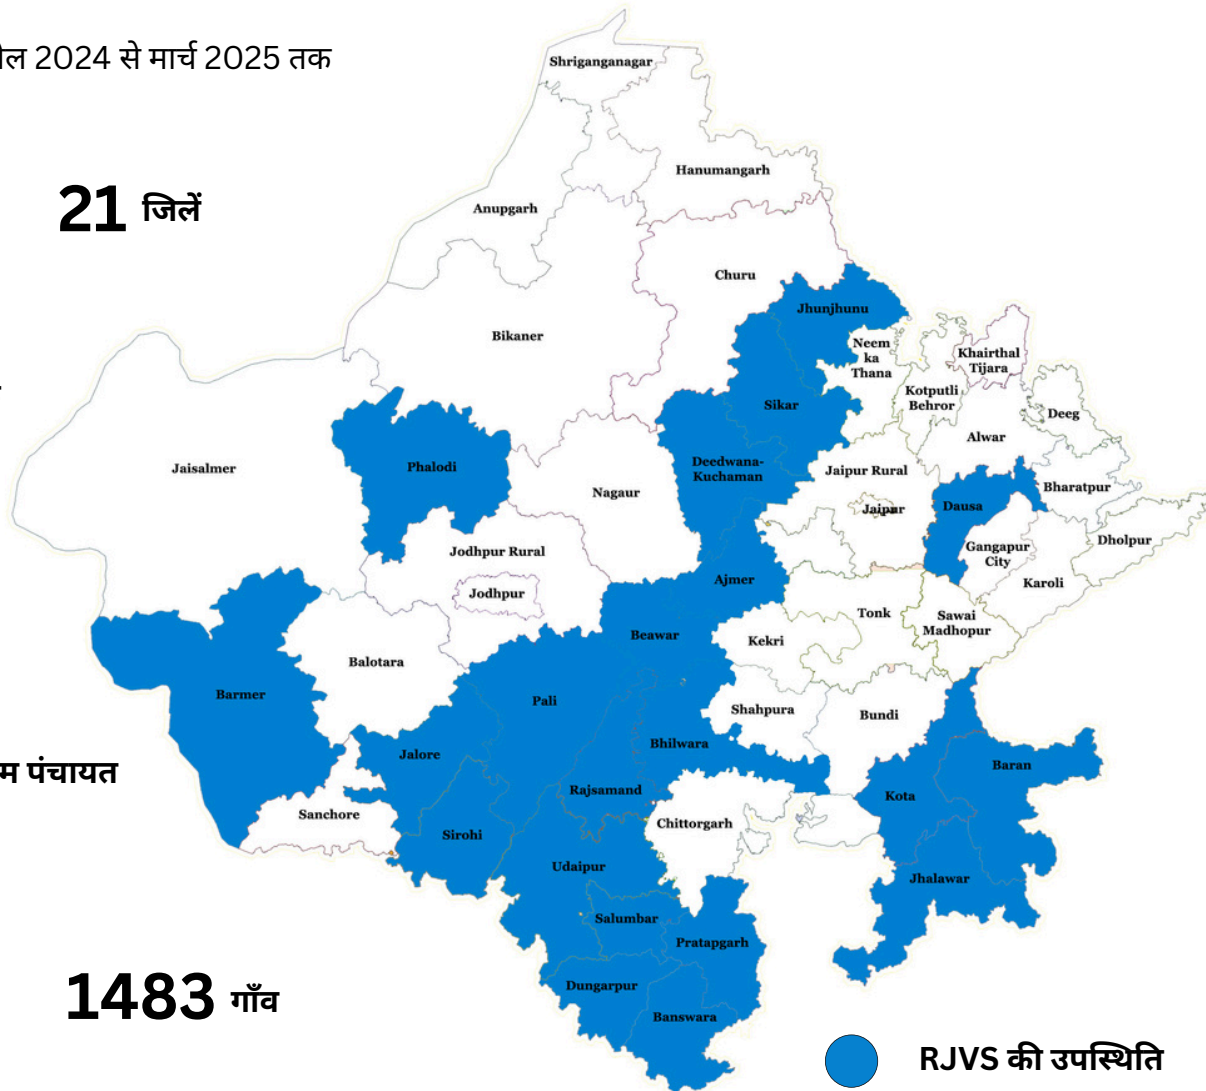 2024 से मार्च 2025 तक
21 जिलें
1483 गाँव
पंचायत
Shriganganagar
Hanumangarh
Anupgarh
Churu
Bikaner
Jhunjhunu
Neem
ka
Thana
Khairthal
Tijara
Kotputli
Behror
Sikar
Deeg
Alwar
Jaisalmer
Phalodi
Deedwana-
Kuchaman
Jaipur Rural
Nagaur
Bharatpur
Dausa
Jaipur
Dholpur
Gangapur
City
Jodhpur Rural
Jodhpur
Ajmer
Karoli
Tonk
Sawai
Madhopur
Beawar
Kekri
Balotara
Barmer
Pali
Shahpura
Bundi
Bhilwara
Jalore
Baran
Rajsamand
Kota
Sanchore
Chittorgarh
Sirohi
Udaipur
Jhalawar
Salumbar
Pratapgarh
Dungarpur
Banswara
RJVS की उपस्थिति